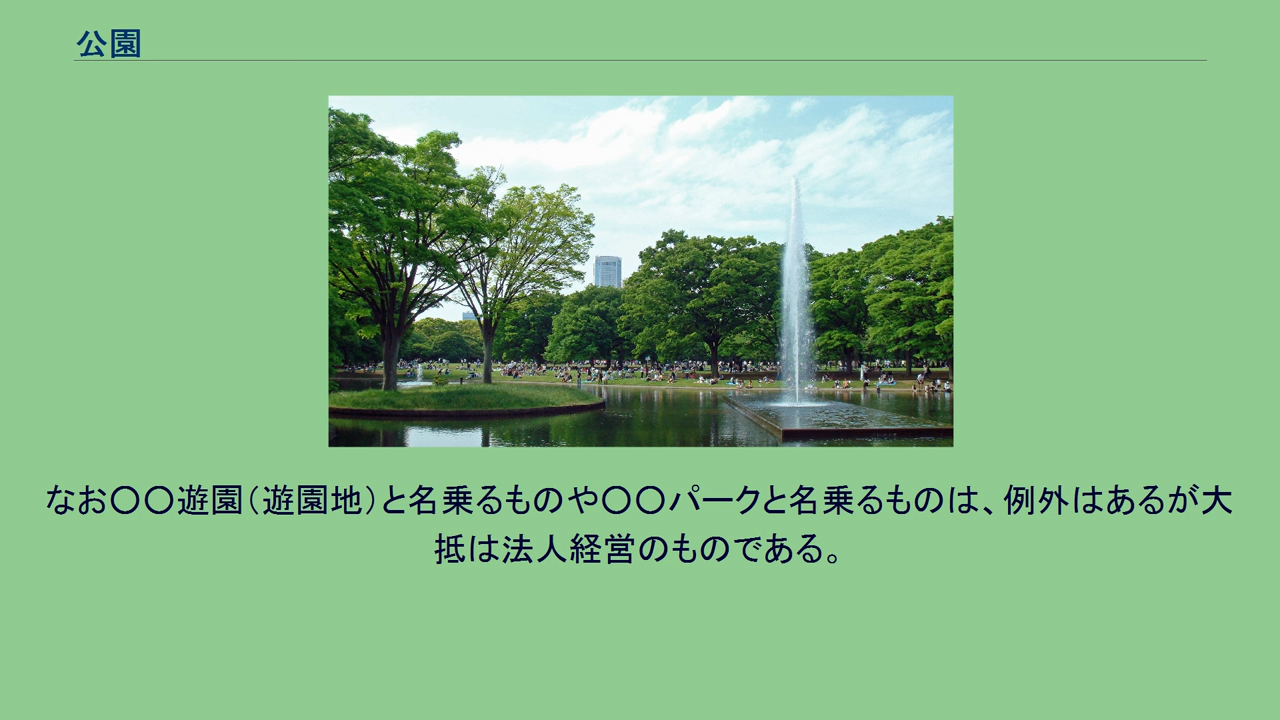 公園
なお〇〇遊園（遊園地）と名乗るものや〇〇パークと名乗るものは、例外はあるが大
抵は法人経営のものである。